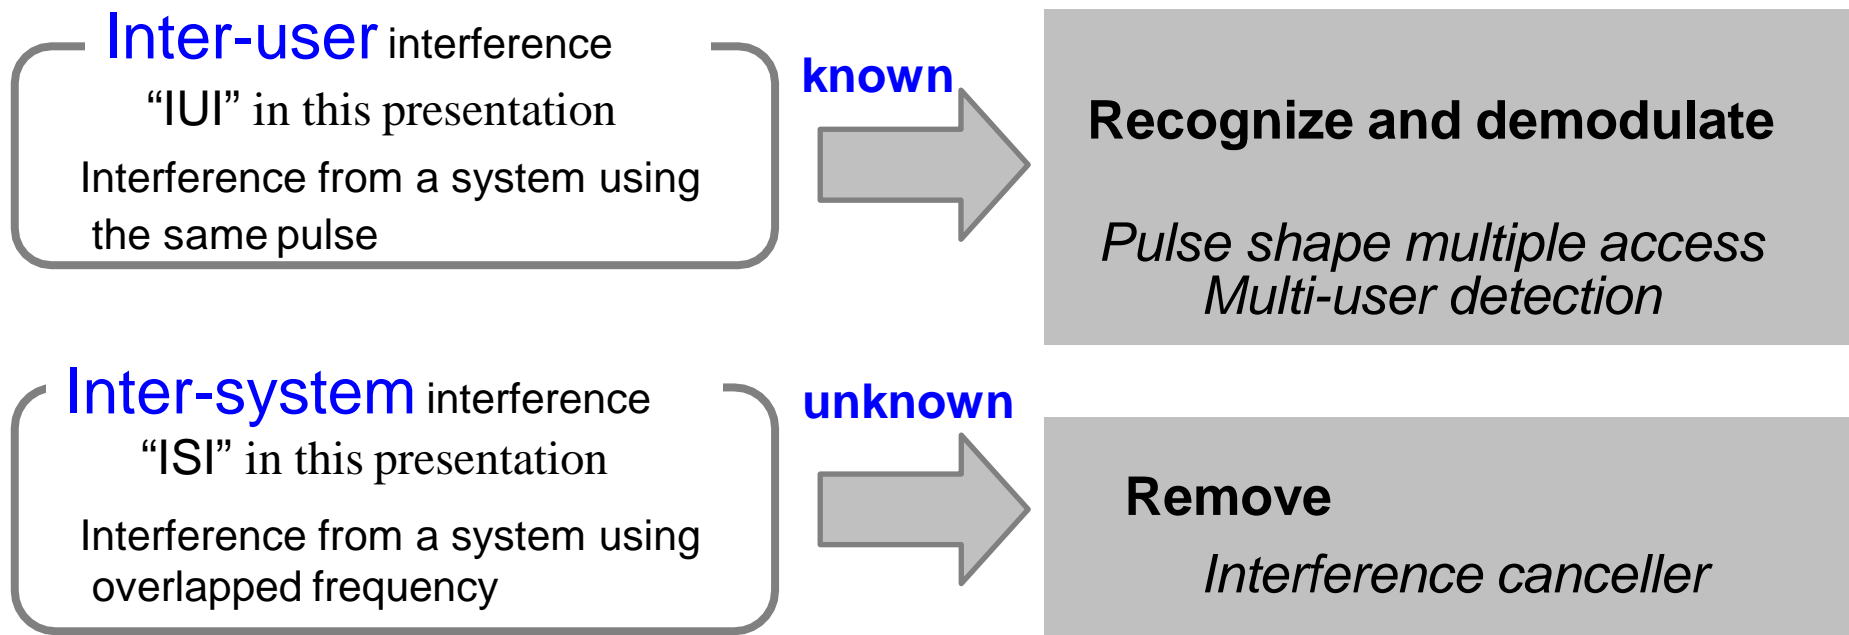 Inter-user interference
“IUI” in this presentation
Interference from a system using
the same pulse
known
Recognize and demodulate
Pulse shape multiple access
Multi-user detection
Inter-system interference
“ISI” in this presentation
Interference from a system using
overlapped frequency
unknown
Remove
Interference canceller